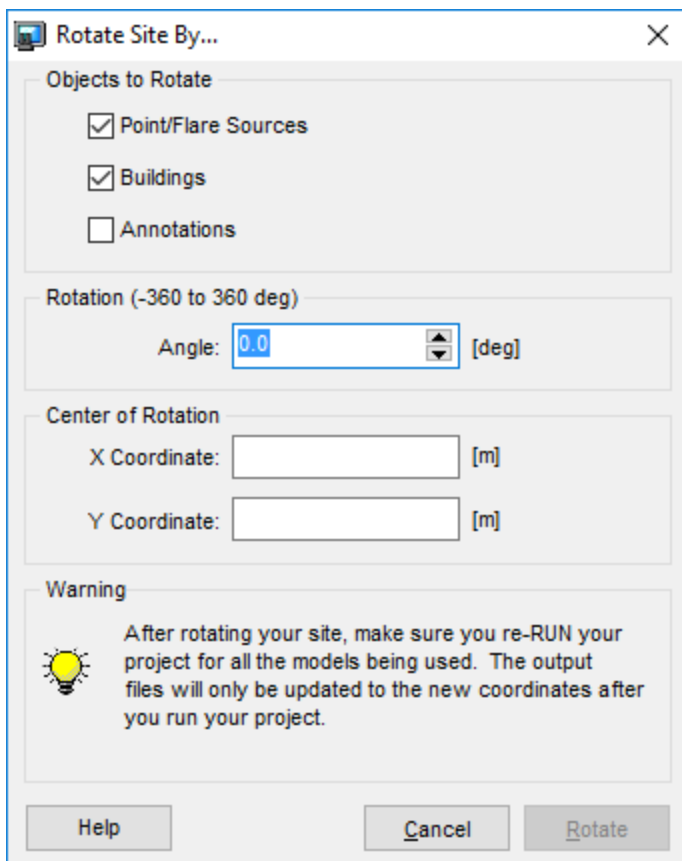 Rotate Site By...
Objects to Rotate
Point/Flare Sources
Buildings
Annotations
Rotation (-360 to 360 deg)
Angle: 0.0 [deg]
Center of Rotation
X Coordinate: [m]
Y Coordinate: [m]
Warning
After rotating your site, make sure you re-RUN your
project for all the models being used. The output
files will only be updated to the new coordinates after
you run your project.
Help Cancel Rotate